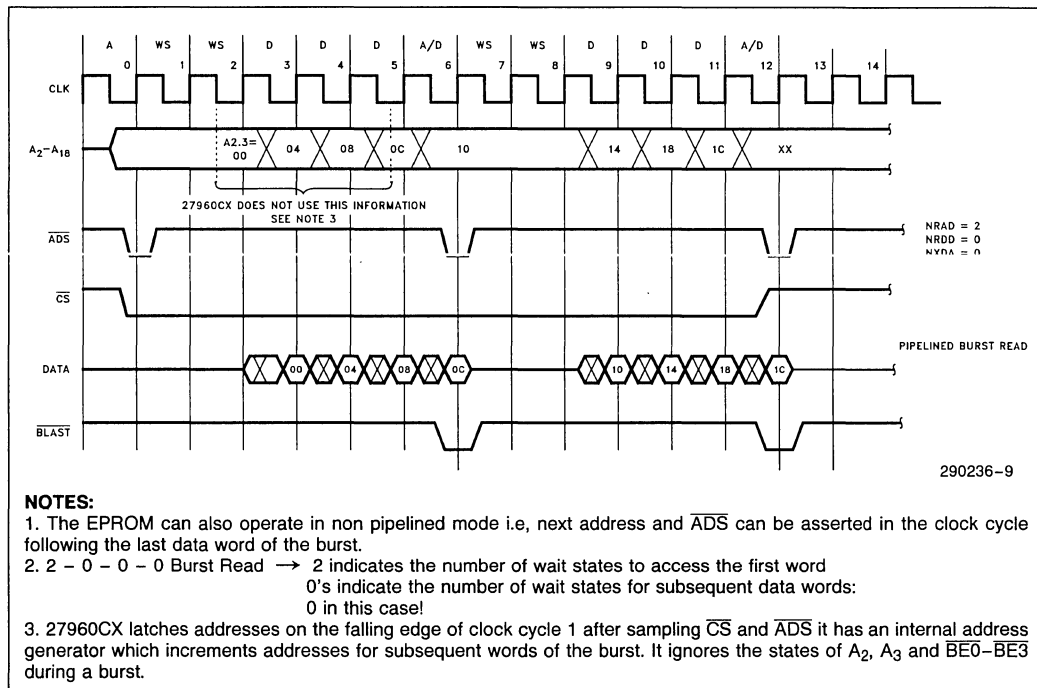 A WS WS D D D A/D WS WS D D D A/D
0 1 2 3 4 5 6 7 8 9 10 11 12 13 14
CLK
A2–A18
A2.3=
00 04 08 0C 10 14 18 1C XX
27960CX DOES NOT USE THIS INFORMATION
SEE NOTE 3
ADS
NRAD = 2
NRDD = 0
NXDA = 0
CS
PIPELINED BURST READ
DATA
00 04 08 0C 10 14 18 1C
BLAST
290236–9
NOTES:
1. The EPROM can also operate in non pipelined mode i.e, next address and ADS can be asserted in the clock cycle
following the last data word of the burst.
2. 2 – 0 – 0 – 0 Burst Read → 2 indicates the number of wait states to access the first word
0's indicate the number of wait states for subsequent data words:
0 in this case!
3. 27960CX latches addresses on the falling edge of clock cycle 1 after sampling CS and ADS it has an internal address
generator which increments addresses for subsequent words of the burst. It ignores the states of A2, A3 and BE0–BE3
during a burst.